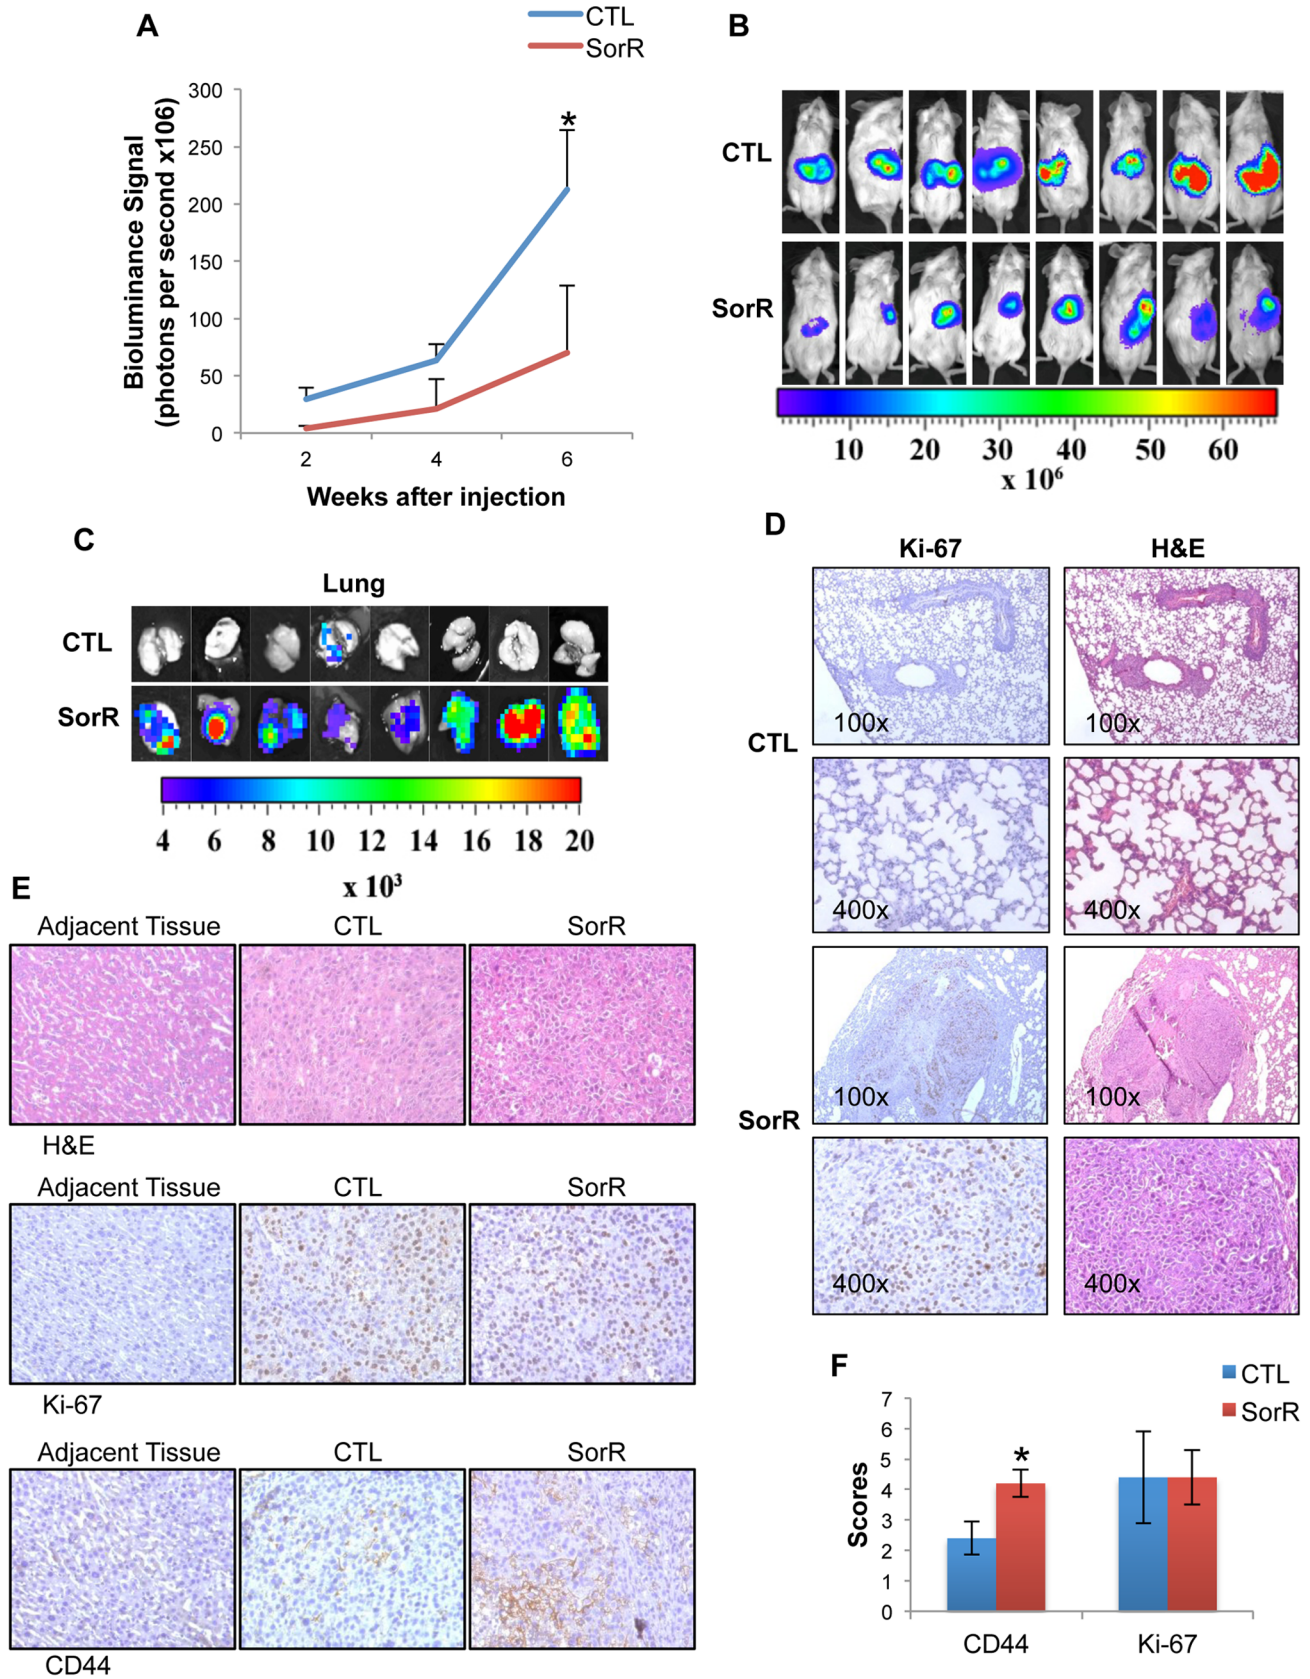 A
CTL
SorR
Bioluminance Signal
(photons per second x106)
300
250
200
150
100
50
0
*
2 4 6
Weeks after injection
B
CTL
SorR
10 20 30 40 50 60
x 10⁶
C
Lung
CTL
SorR
4 6 8 10 12 14 16 18 20
x 10³
D
Ki-67 H&E
CTL
100x 100x
400x 400x
SorR
100x 100x
400x 400x
E
Adjacent Tissue CTL SorR
H&E
Adjacent Tissue CTL SorR
Ki-67
Adjacent Tissue CTL SorR
CD44
F
CTL
SorR
Scores
7
6
5
4
3
2
1
0
*
CD44 Ki-67